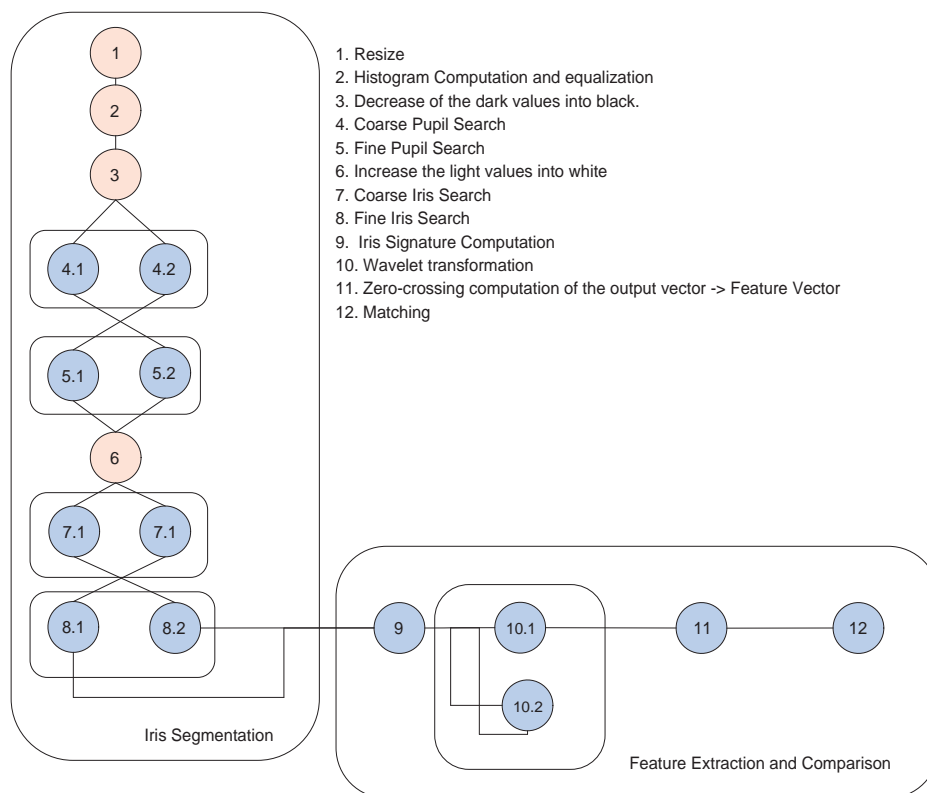 1
2
3
4.1
4.2
5.1
5.2
6
7.1
7.1
8.1
8.2
Iris Segmentation
1. Resize
2. Histogram Computation and equalization
3. Decrease of the dark values into black.
4. Coarse Pupil Search
5. Fine Pupil Search
6. Increase the light values into white
7. Coarse Iris Search
8. Fine Iris Search
9. Iris Signature Computation
10. Wavelet transformation
11. Zero-crossing computation of the output vector -> Feature Vector
12. Matching
9
10.1
11
12
10.2
Feature Extraction and Comparison